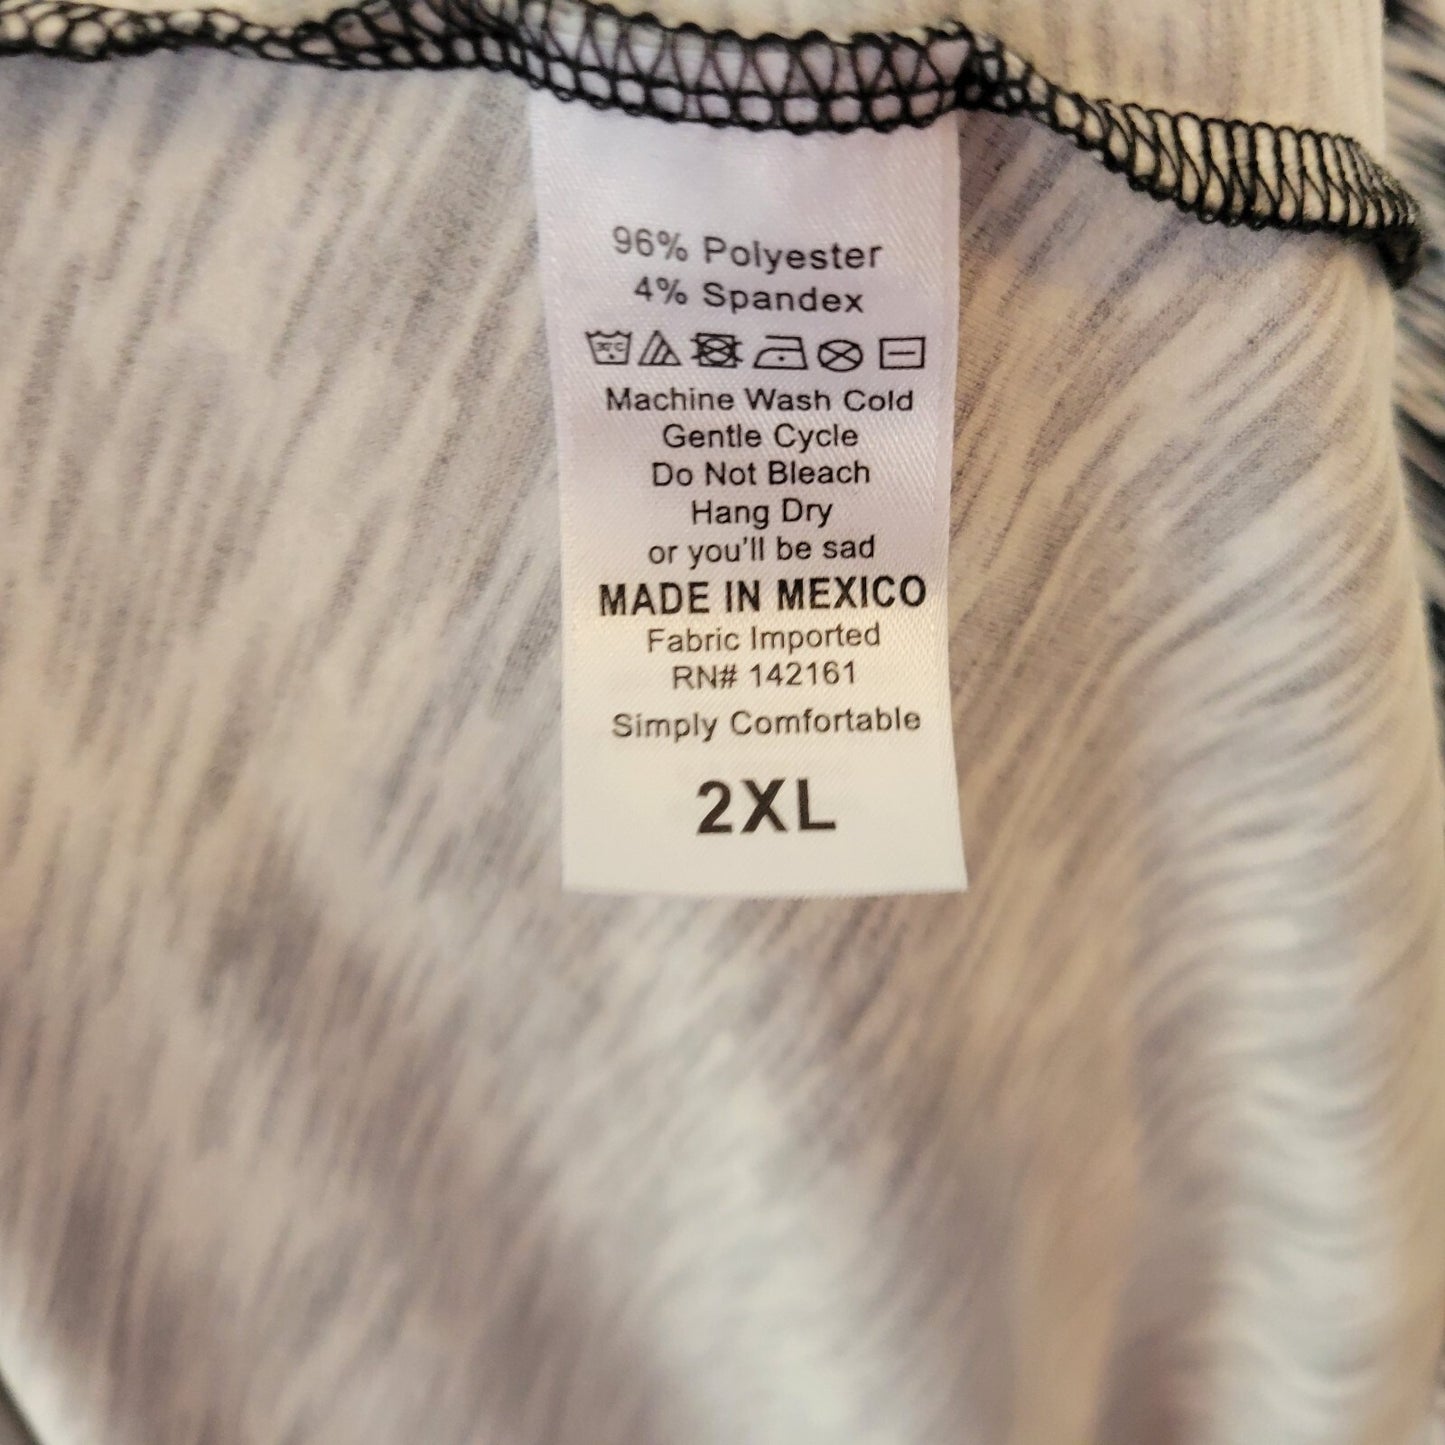 96% Polyester
4% Spandex
30°C
Machine Wash Cold
Gentle Cycle
Do Not Bleach
Hang Dry
or you'll be sad
MADE IN MEXICO
Fabric Imported
RN# 142161
Simply Comfortable
2XL